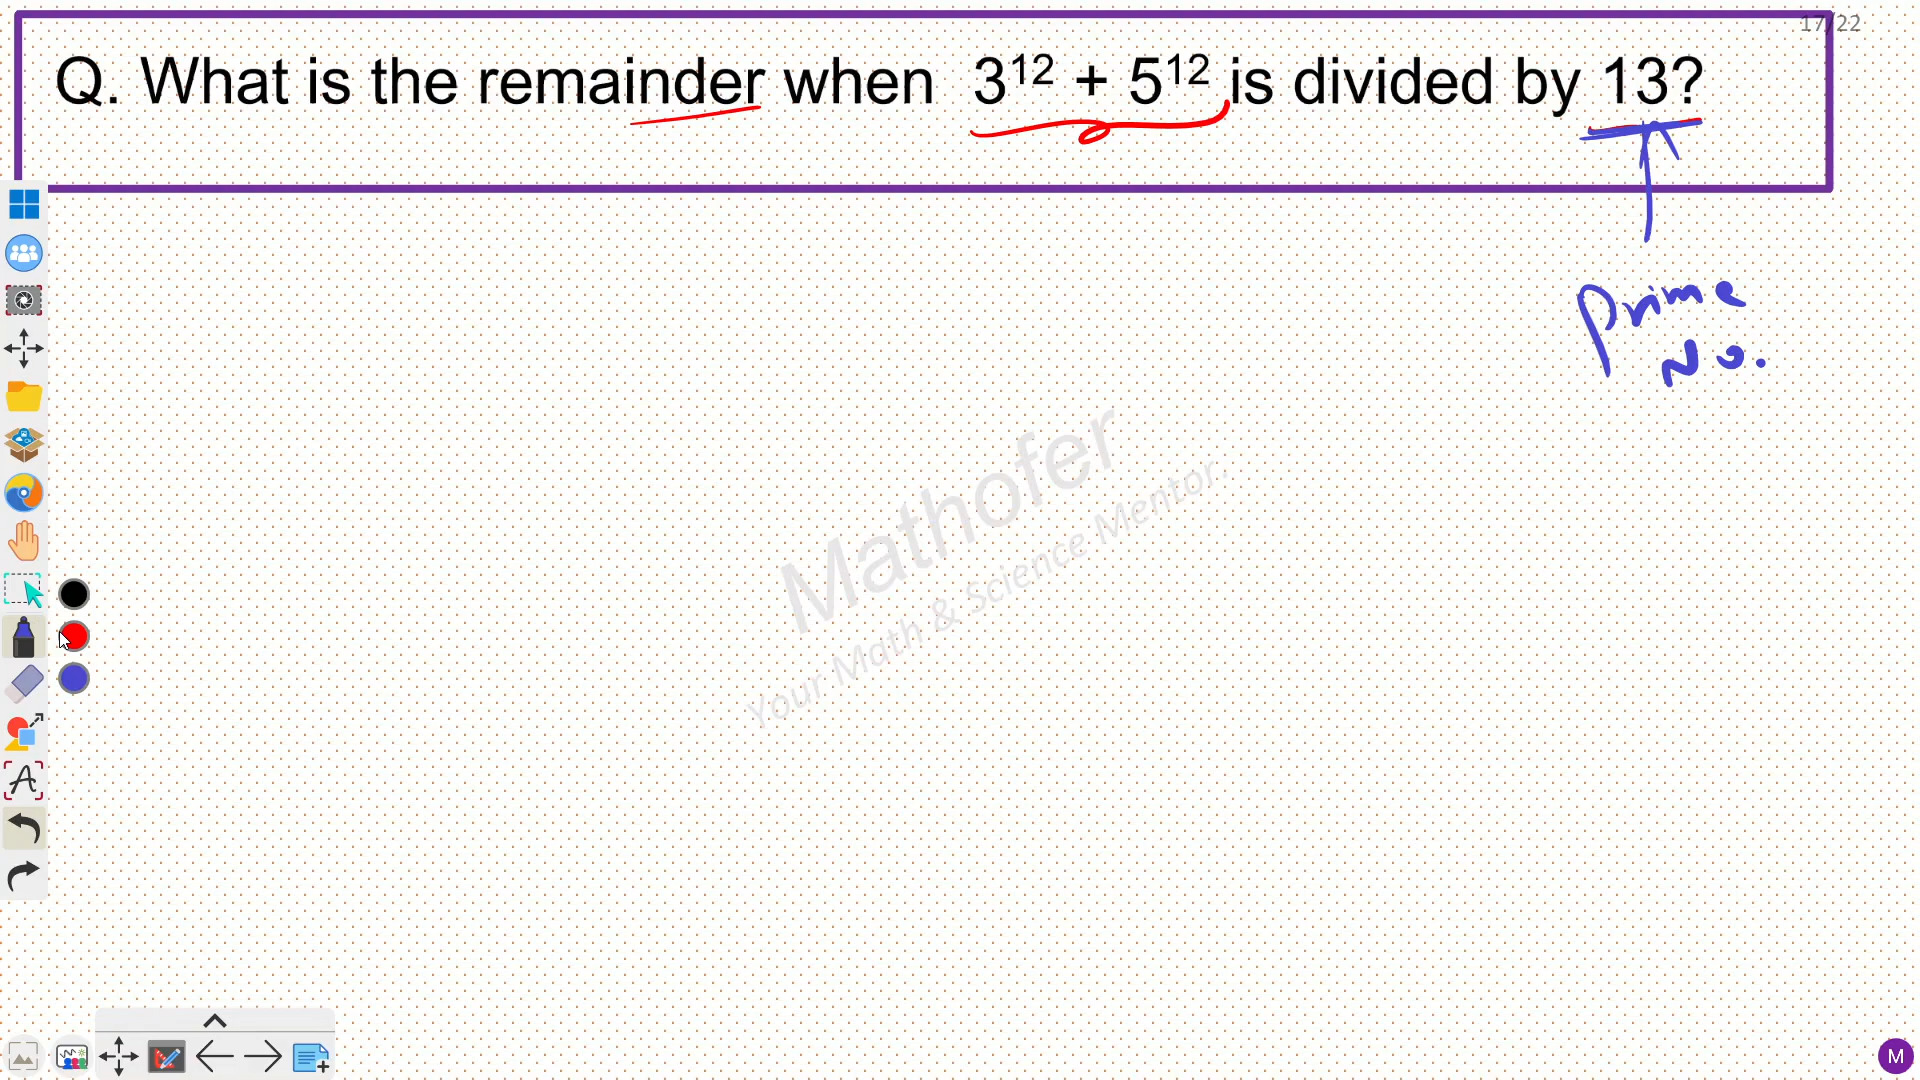 17/22
Q. What is the remainder when 3¹² + 5¹² is divided by 13?
Prime
No.
Mathofer
Your Math & Science Mentor.
M